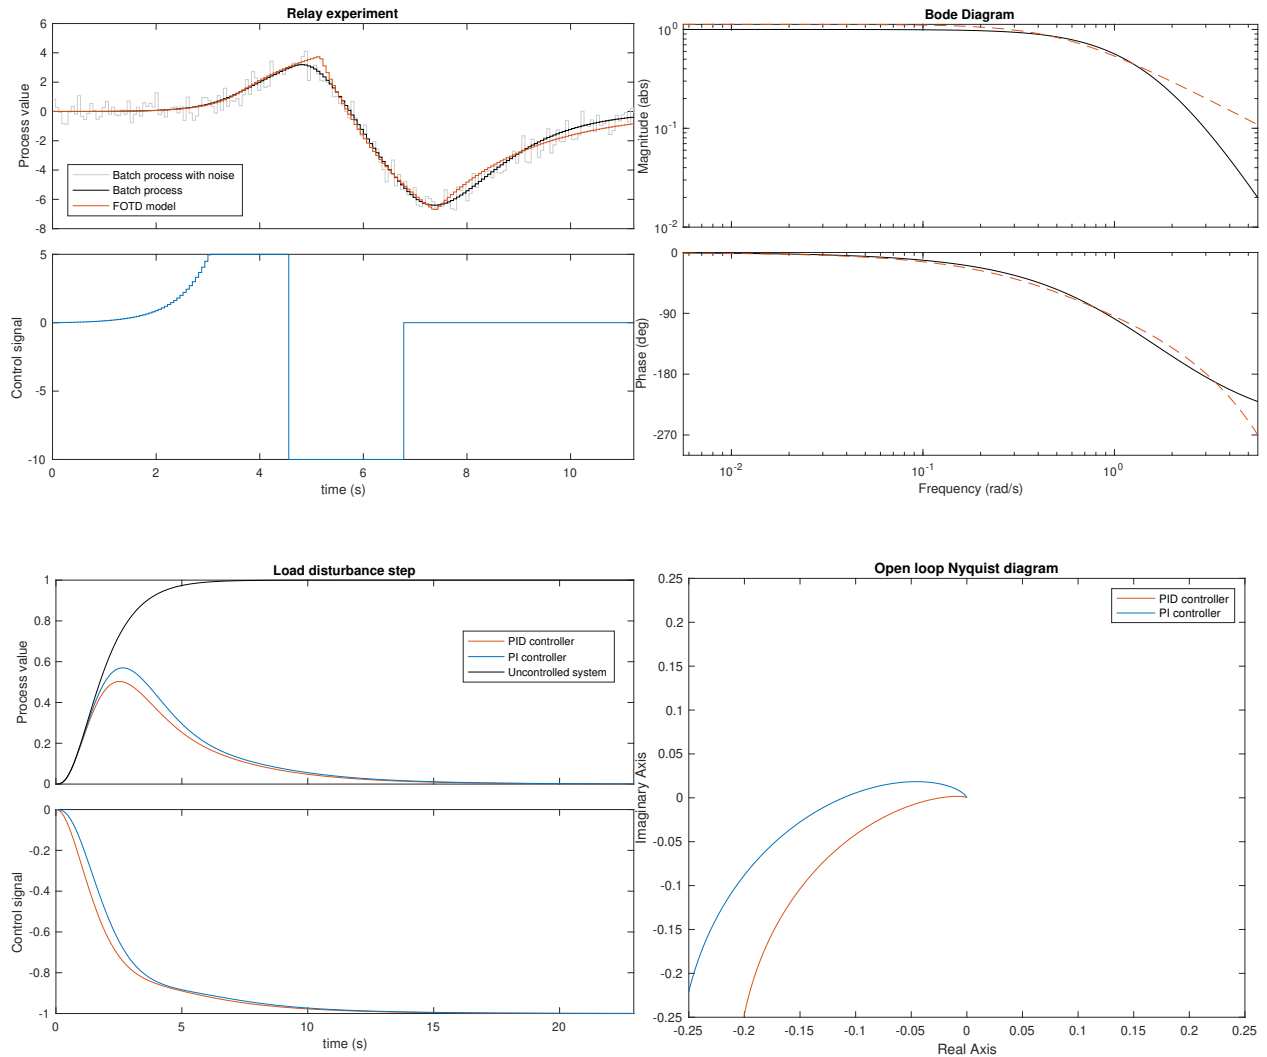 Relay experiment
6
4
2
0
-2
-4
-6
-8
Process value
Batch process with noise
Batch process
FOTD model
5
0
-5
-10
Control signal
0 2 4 6 8 10
time (s)
Bode Diagram
10^0
10^-1
10^-2
Magnitude (abs)
0
-90
-180
-270
Phase (deg)
10^-2 10^-1 10^0
Frequency (rad/s)
Load disturbance step
1
0.8
0.6
0.4
0.2
0
Process value
PID controller
PI controller
Uncontrolled system
0
-0.2
-0.4
-0.6
-0.8
-1
Control signal
0 5 10 15 20
time (s)
Open loop Nyquist diagram
0.25
0.2
0.15
0.1
0.05
0
-0.05
-0.1
-0.15
-0.2
-0.25
Imaginary Axis
PID controller
PI controller
-0.25 -0.2 -0.15 -0.1 -0.05 0 0.05 0.1 0.15 0.2 0.25
Real Axis